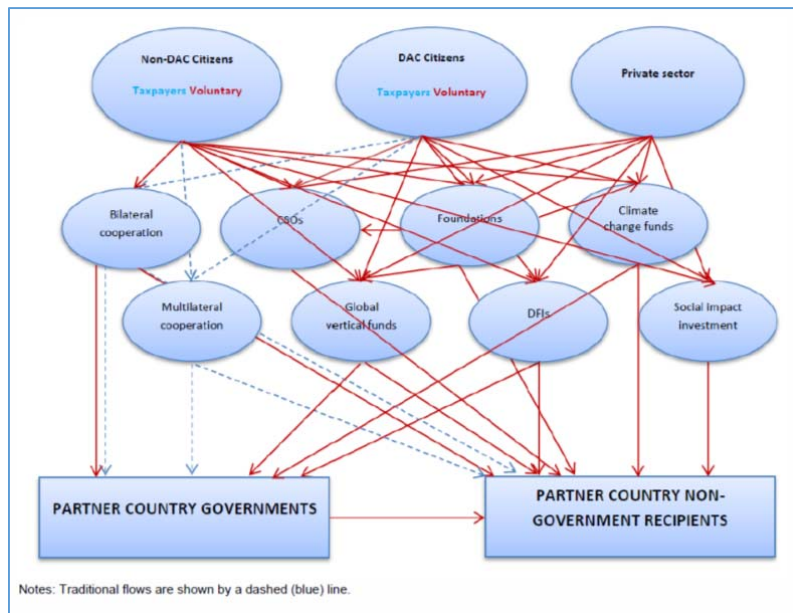 Non-DAC Citizens
Taxpayers Voluntary
DAC Citizens
Taxpayers Voluntary
Private sector
Bilateral
cooperation
CSOs
Foundations
Climate
change funds
Multilateral
cooperation
Global
vertical funds
DFIs
Social impact
investment
PARTNER COUNTRY GOVERNMENTS
PARTNER COUNTRY NON-
GOVERNMENT RECIPIENTS
Notes: Traditional flows are shown by a dashed (blue) line.